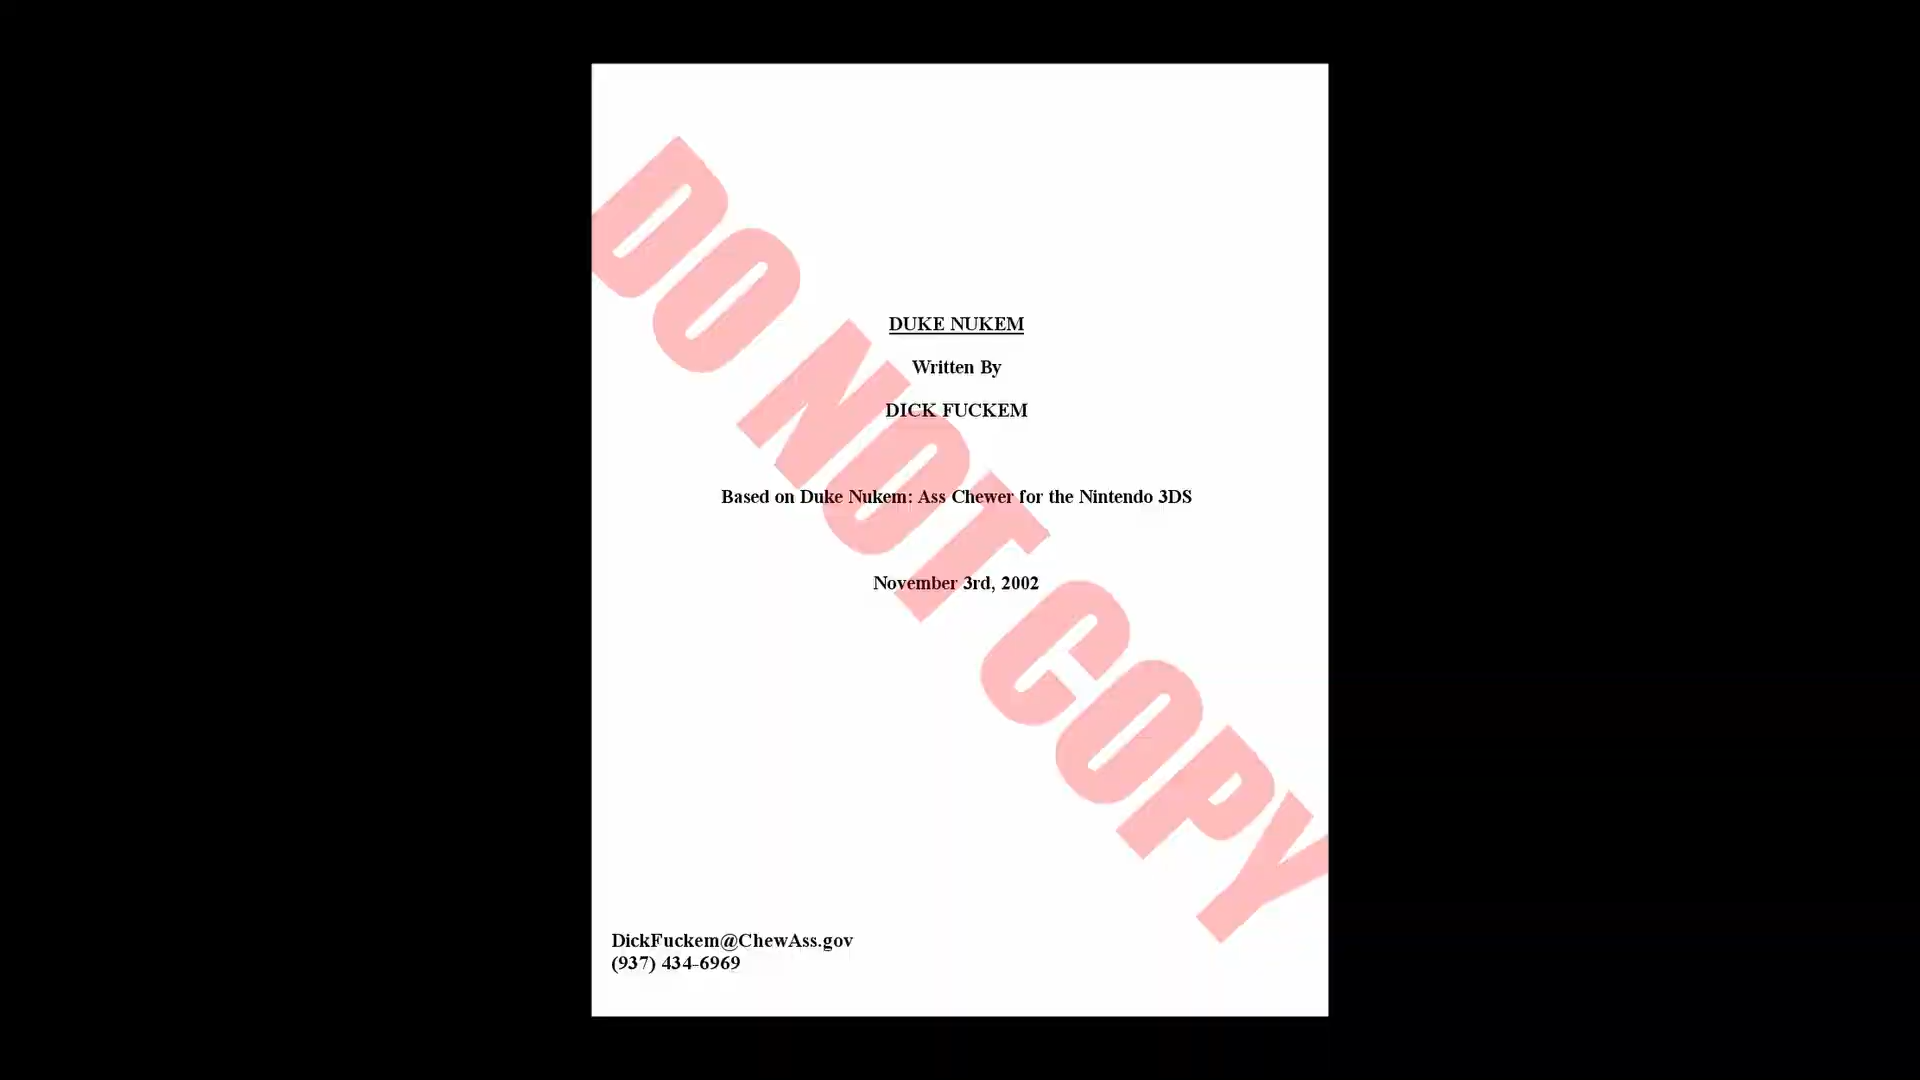 DUKE NUKEM
Written By
DICK FUCKEM
Based on Duke Nukem: Ass Chewer for the Nintendo 3DS
November 3rd, 2002
DO NOT COPY
DickFuckem@ChewAss.gov
(937) 434-6969